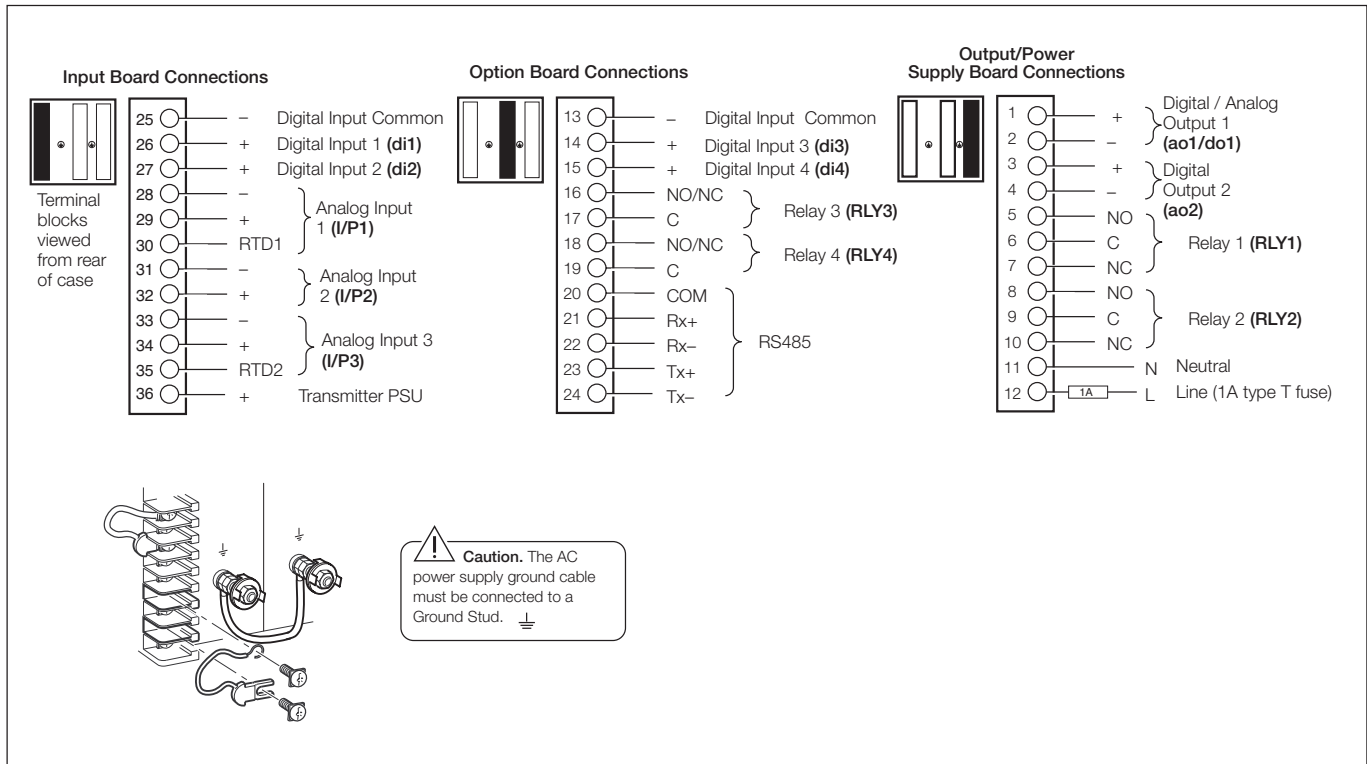 Input Board Connections
25 – Digital Input Common
26 + Digital Input 1 (di1)
27 + Digital Input 2 (di2)
28 –
29 +
30 RTD1
Analog Input
1 (I/P1)
31 –
32 +
Analog Input
2 (I/P2)
33 –
34 +
35 RTD2
Analog Input 3
(I/P3)
36 + Transmitter PSU
Terminal
blocks
viewed
from rear
of case
Option Board Connections
13 – Digital Input Common
14 + Digital Input 3 (di3)
15 + Digital Input 4 (di4)
16 NO/NC
17 C
Relay 3 (RLY3)
18 NO/NC
19 C
Relay 4 (RLY4)
20 COM
21 Rx+
22 Rx–
23 Tx+
24 Tx–
RS485
Output/Power
Supply Board Connections
1 +
2 –
Digital / Analog
Output 1
(ao1/do1)
3 +
4 –
Digital
Output 2
(ao2)
5 NO
6 C
7 NC
Relay 1 (RLY1)
8 NO
9 C
10 NC
Relay 2 (RLY2)
11 N Neutral
12 1A L Line (1A type T fuse)
1
! Caution. The AC
power supply ground cable
must be connected to a
Ground Stud.